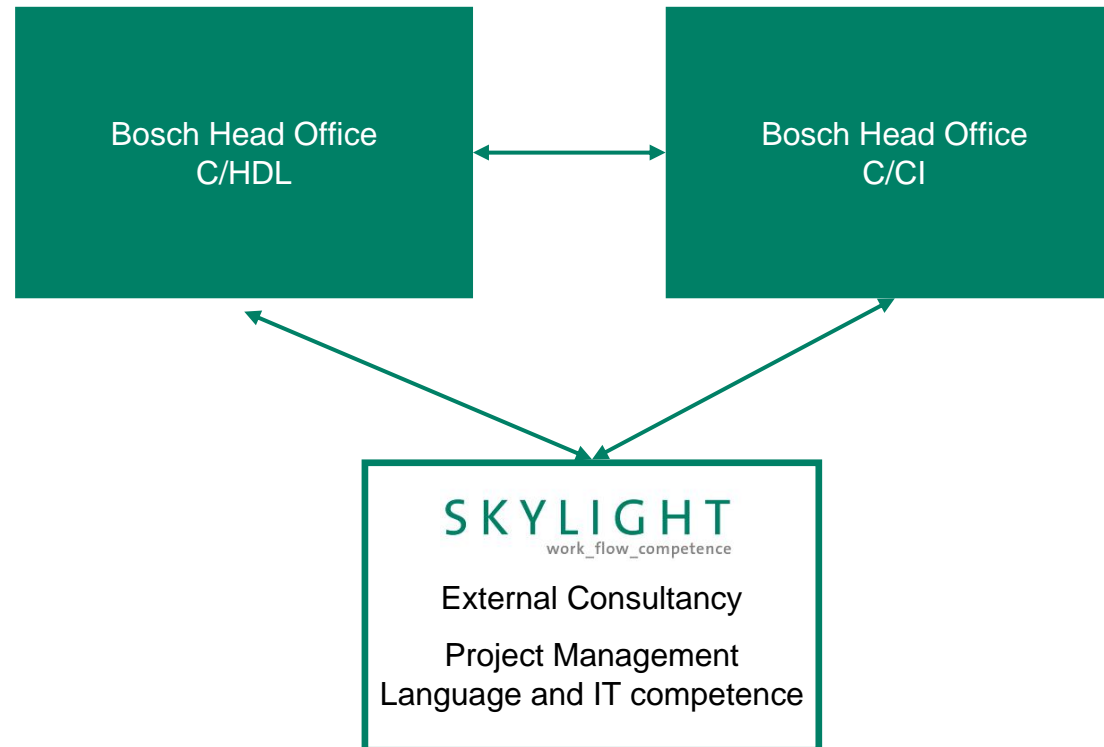 Bosch Head Office
C/HDL
Bosch Head Office
C/CI
SKYLIGHT
work_flow_competence
External Consultancy
Project Management
Language and IT competence